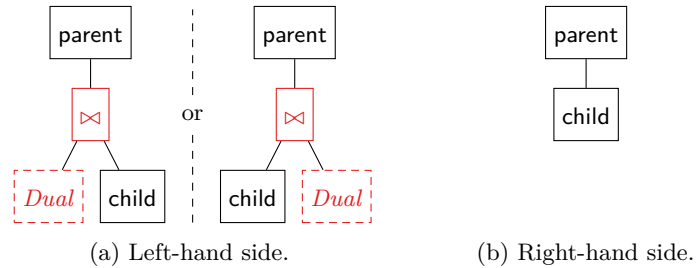 parent parent parent
⋈ or ⋈ child
Dual child child Dual
(a) Left-hand side. (b) Right-hand side.